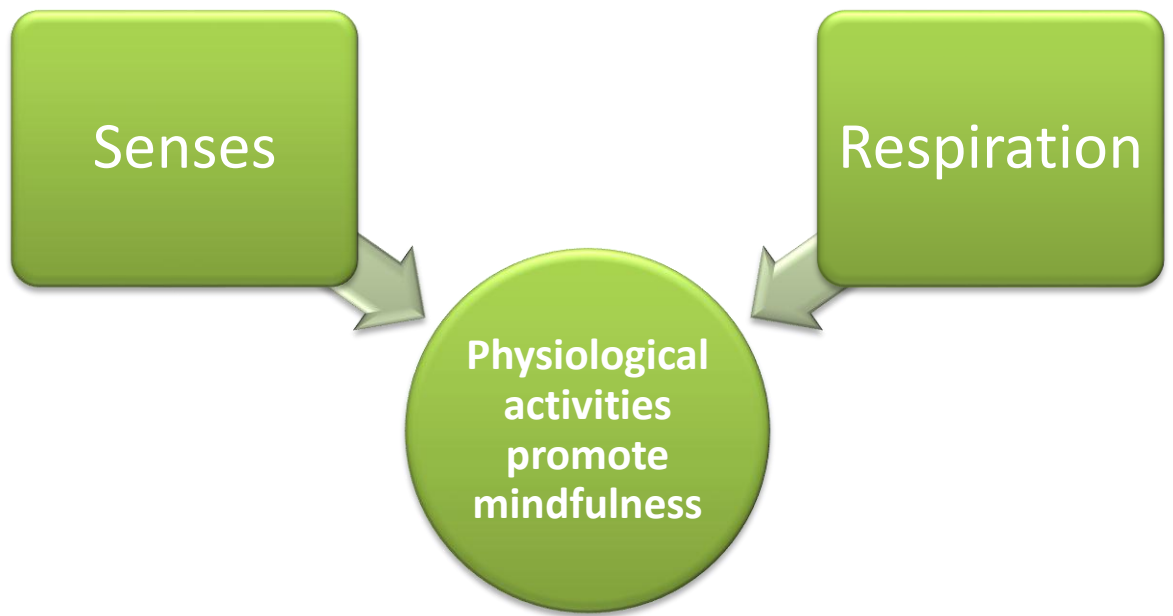 Senses
Respiration
Physiological
activities
promote
mindfulness